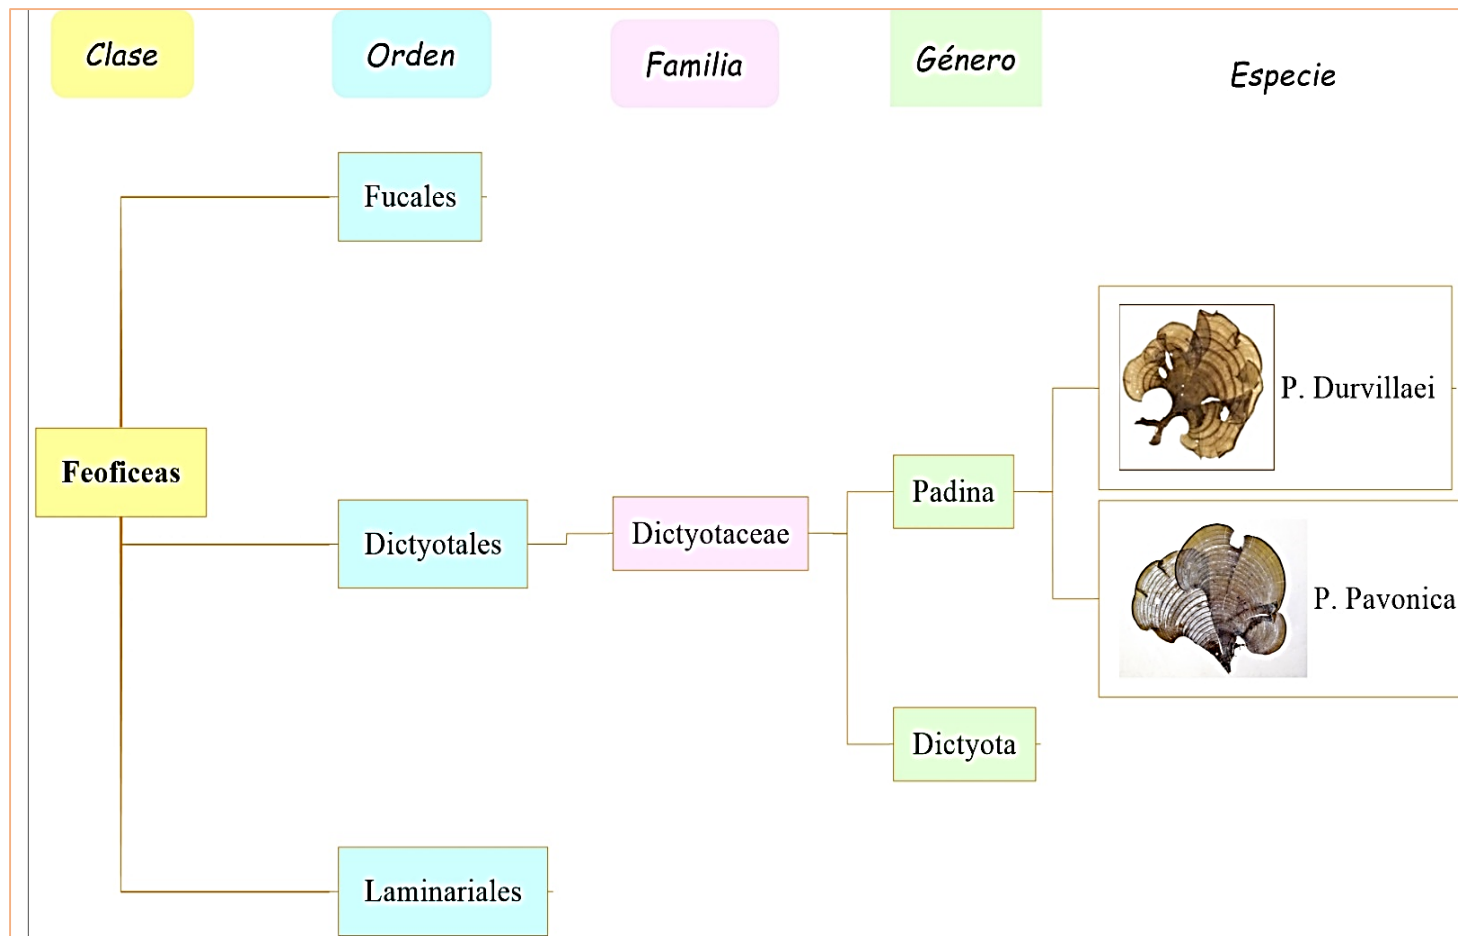 Clase
Orden
Familia
Género
Especie
Fucales
P. Durvillaei
Feoficeas
Padina
Dictyotales
Dictyotaceae
P. Pavonica
Dictyota
Laminariales